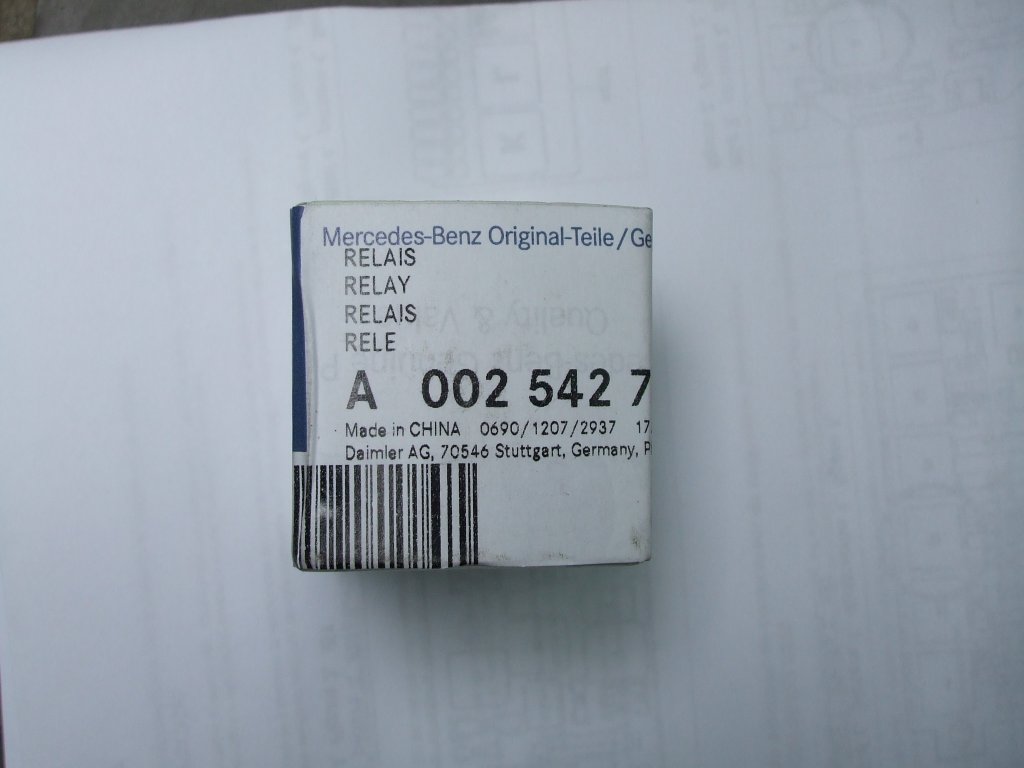 Mercedes-Benz Original-Teile/Ge
RELAIS
RELAY
RELAIS
RELE
A 002 542 7
Made in CHINA 0690/1207/2937 17
Daimler AG, 70546 Stuttgart, Germany,